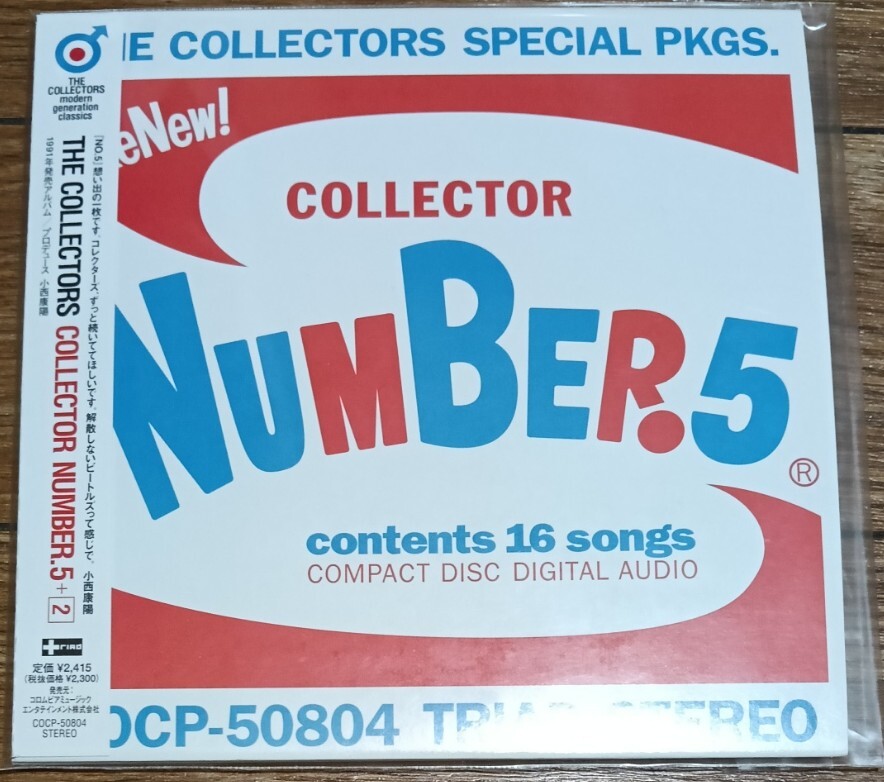 THE
COLLECTORS
modern
generation
classics
『NO.5』想い出の一枚です。コレクターズ、ずっと続いててほしいです。解散しないビートルズって感じで。 小西康陽
THE COLLECTORS COLLECTOR NUMBER.5+2
1991年発売アルバム/プロデュース 小西康陽
TRIAD
定価 ¥2,415
(税抜価格 ¥2,300)
発売元:
コロムビアミュージック
エンタテインメント株式会社
COCP-50804
STEREO
HE COLLECTORS SPECIAL PKGS.
eNew!
COLLECTOR
NUMBER.5
®
contents 16 songs
COMPACT DISC DIGITAL AUDIO
OCP-50804 TRIAD STEREO